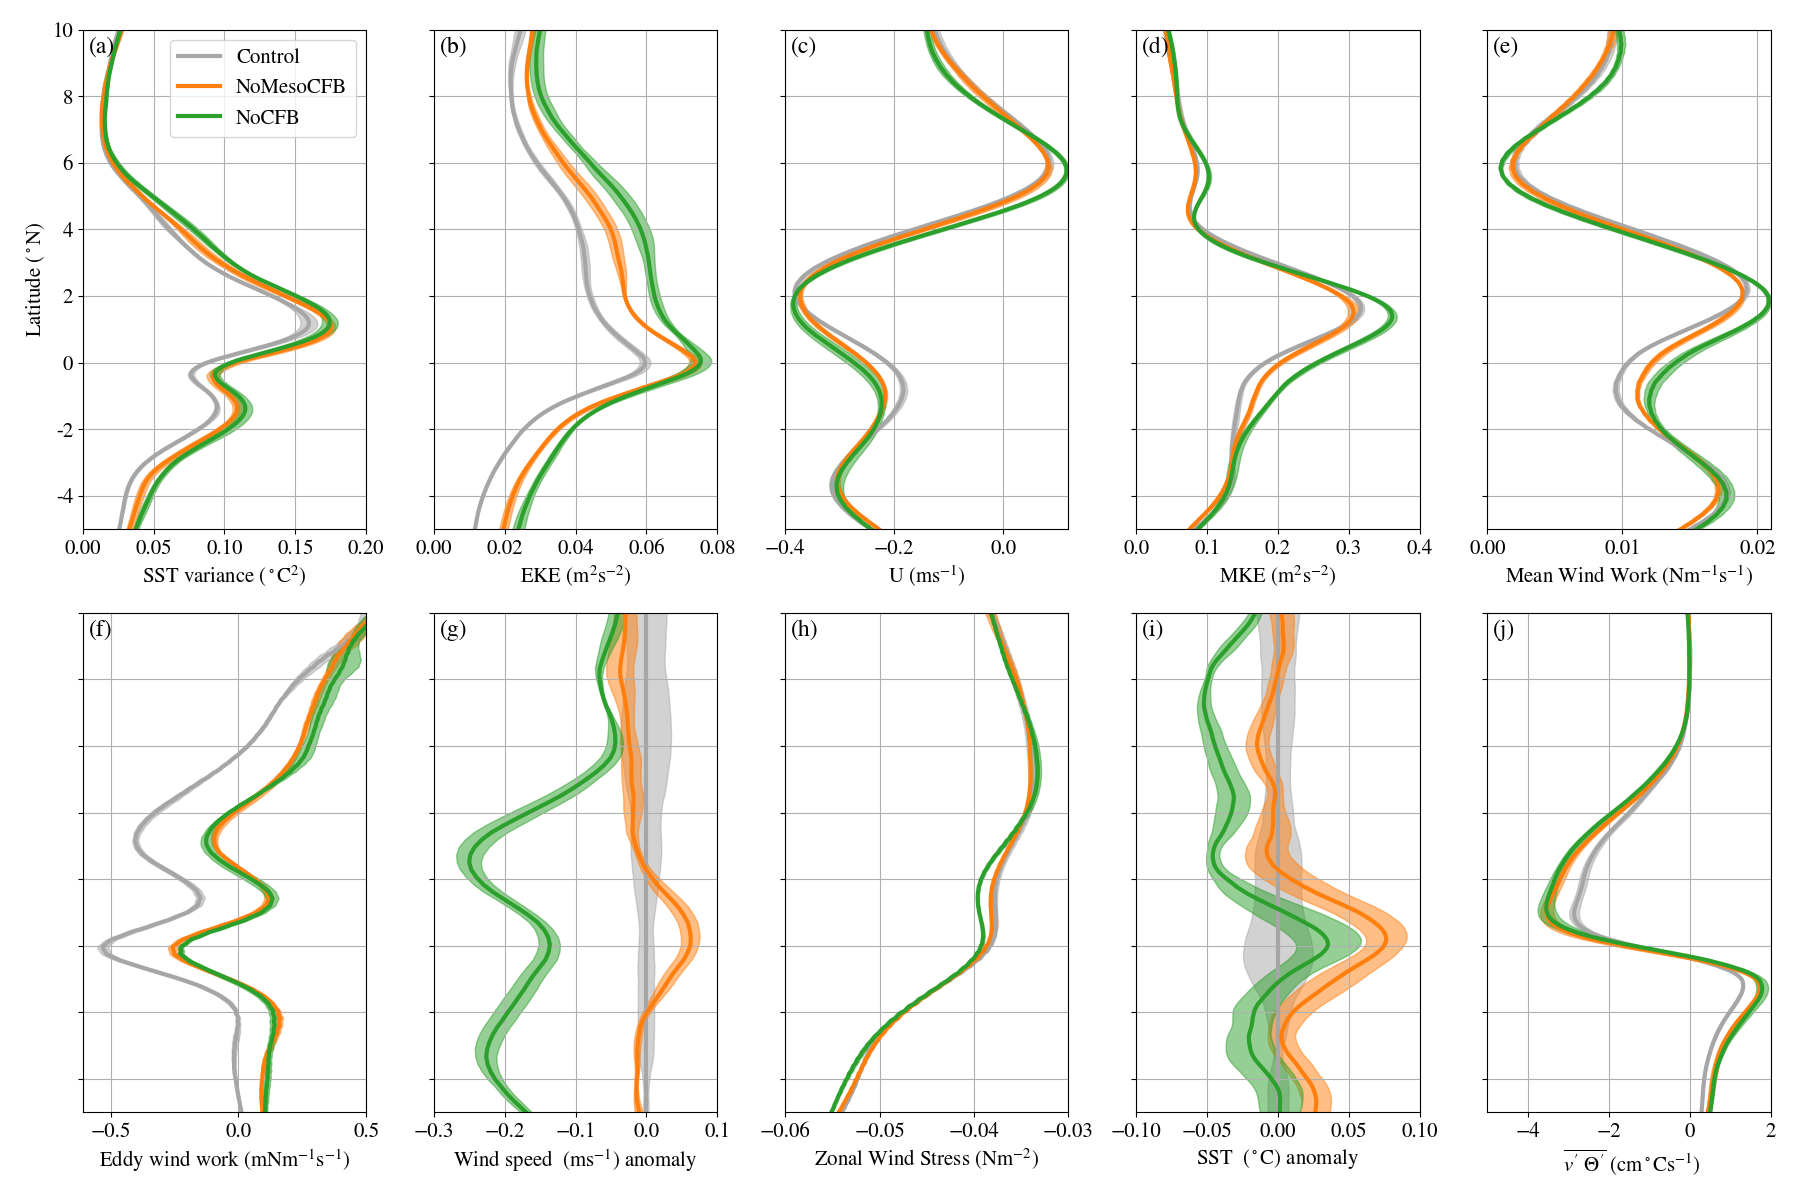 (a)
Control
NoMesoCFB
NoCFB
(b)
(c)
(d)
(e)
10
8
6
4
2
0
-2
-4
Latitude (°N)
0.00 0.05 0.10 0.15 0.20
SST variance (°C²)
0.00 0.02 0.04 0.06 0.08
EKE (m²s⁻²)
−0.4 −0.2 0.0
U (ms⁻¹)
0.0 0.1 0.2 0.3 0.4
MKE (m²s⁻²)
0.00 0.01 0.02
Mean Wind Work (Nm⁻¹s⁻¹)
(f)
(g)
(h)
(i)
(j)
−0.5 0.0 0.5
Eddy wind work (mNm⁻¹s⁻¹)
−0.3 −0.2 −0.1 0.0 0.1
Wind speed (ms⁻¹) anomaly
−0.06 −0.05 −0.04 −0.03
Zonal Wind Stress (Nm⁻²)
−0.10 −0.05 0.00 0.05 0.10
SST (°C) anomaly
−4 −2 0 2
v′ Θ′ (cm°Cs⁻¹)